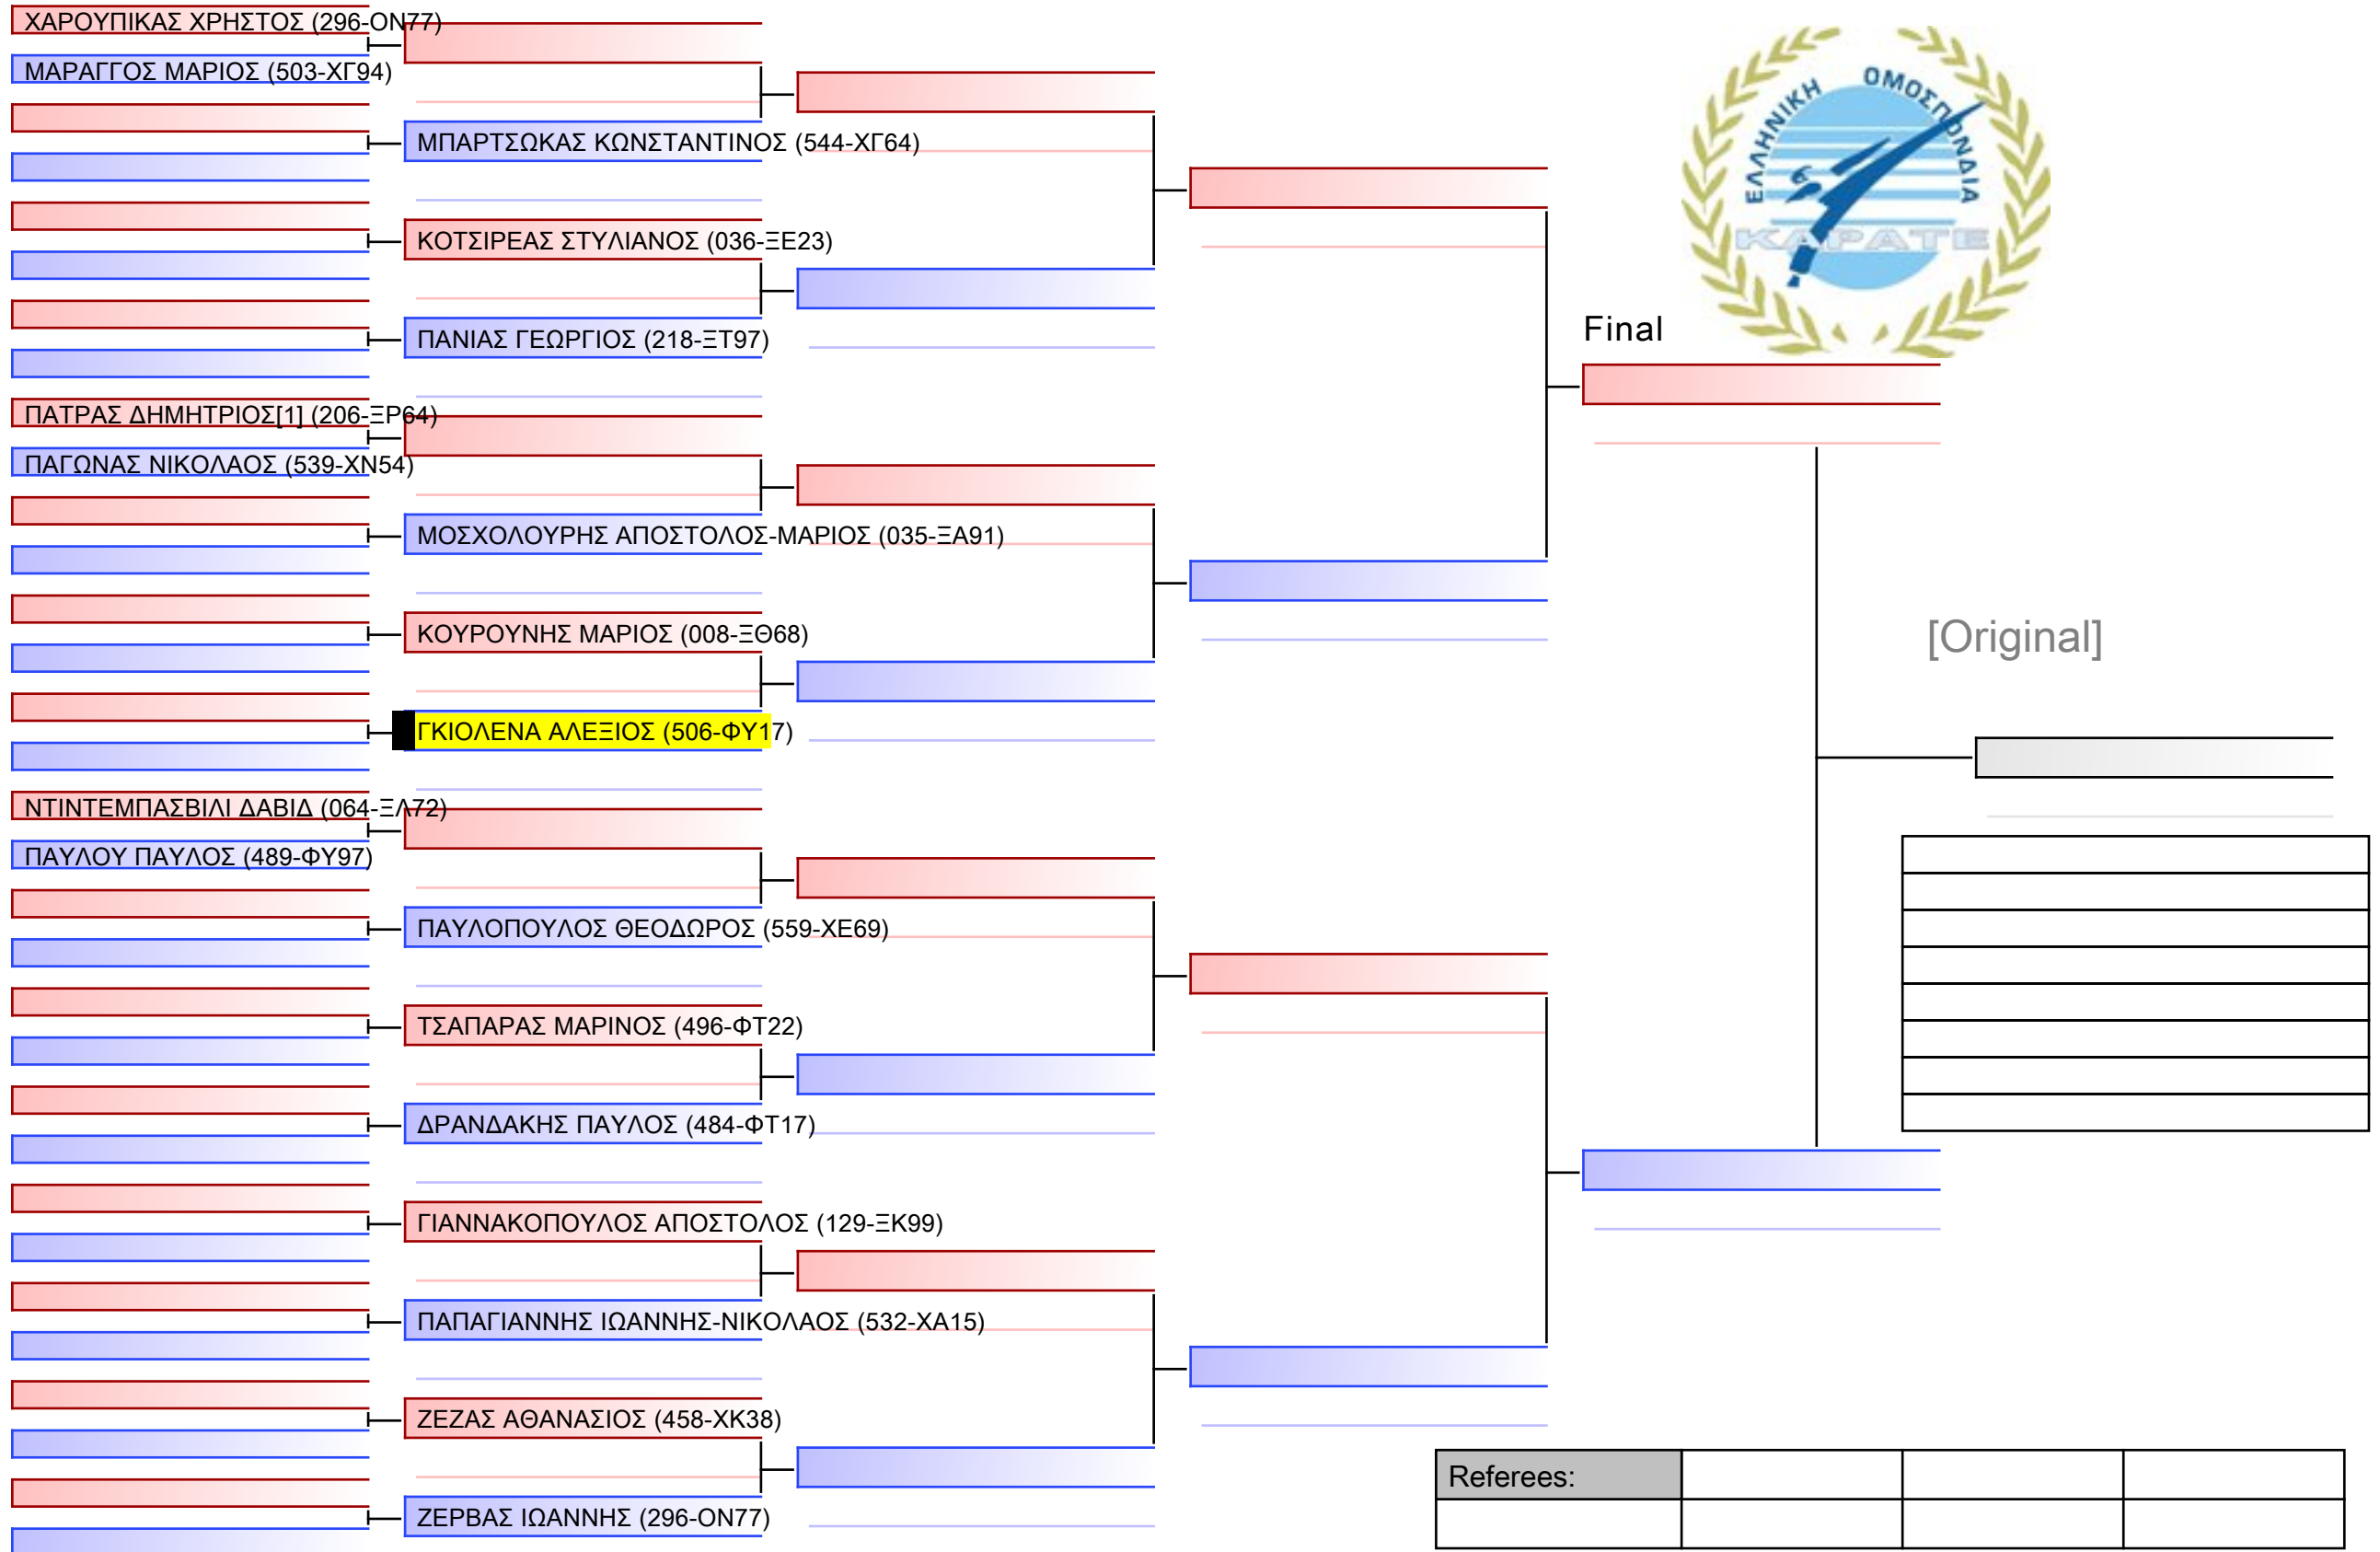 ΧΑΡΟΥΠΙΚΑΣ ΧΡΗΣΤΟΣ (296-ΟΝ77)
ΜΑΡΑΓΓΟΣ ΜΑΡΙΟΣ (503-ΧΓ94)
ΜΠΑΡΤΣΩΚΑΣ ΚΩΝΣΤΑΝΤΙΝΟΣ (544-ΧΓ64)
ΚΟΤΣΙΡΕΑΣ ΣΤΥΛΙΑΝΟΣ (036-ΞΕ23)
ΠΑΝΙΑΣ ΓΕΩΡΓΙΟΣ (218-ΞΤ97)
ΠΑΤΡΑΣ ΔΗΜΗΤΡΙΟΣ[1] (206-ΞΡ64)
ΠΑΓΩΝΑΣ ΝΙΚΟΛΑΟΣ (539-ΧΝ54)
ΜΟΣΧΟΛΟΥΡΗΣ ΑΠΟΣΤΟΛΟΣ-ΜΑΡΙΟΣ (035-ΞΑ91)
ΚΟΥΡΟΥΝΗΣ ΜΑΡΙΟΣ (008-ΞΘ68)
ΓΚΙΟΛΕΝΑ ΑΛΕΞΙΟΣ (506-ΦΥ17)
ΝΤΙΝΤΕΜΠΑΣΒΙΛΙ ΔΑΒΙΔ (064-ΞΛ72)
ΠΑΥΛΟΥ ΠΑΥΛΟΣ (489-ΦΥ97)
ΠΑΥΛΟΠΟΥΛΟΣ ΘΕΟΔΩΡΟΣ (559-ΧΕ69)
ΤΣΑΠΑΡΑΣ ΜΑΡΙΝΟΣ (496-ΦΤ22)
ΔΡΑΝΔΑΚΗΣ ΠΑΥΛΟΣ (484-ΦΤ17)
ΓΙΑΝΝΑΚΟΠΟΥΛΟΣ ΑΠΟΣΤΟΛΟΣ (129-ΞΚ99)
ΠΑΠΑΓΙΑΝΝΗΣ ΙΩΑΝΝΗΣ-ΝΙΚΟΛΑΟΣ (532-ΧΑ15)
ΖΕΖΑΣ ΑΘΑΝΑΣΙΟΣ (458-ΧΚ38)
ΖΕΡΒΑΣ ΙΩΑΝΝΗΣ (296-ΟΝ77)
ΕΛΛΗΝΙΚΗ ΟΜΟΣΠΟΝΔΙΑ
ΚΑΡΑΤΕ
Final
[Original]
Referees: